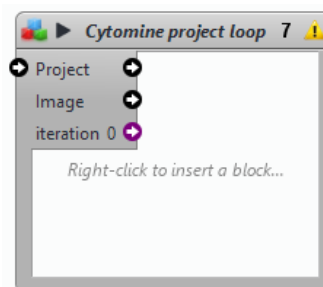 Cytomine project loop 7
Project
Image
iteration 0
Right-click to insert a block...